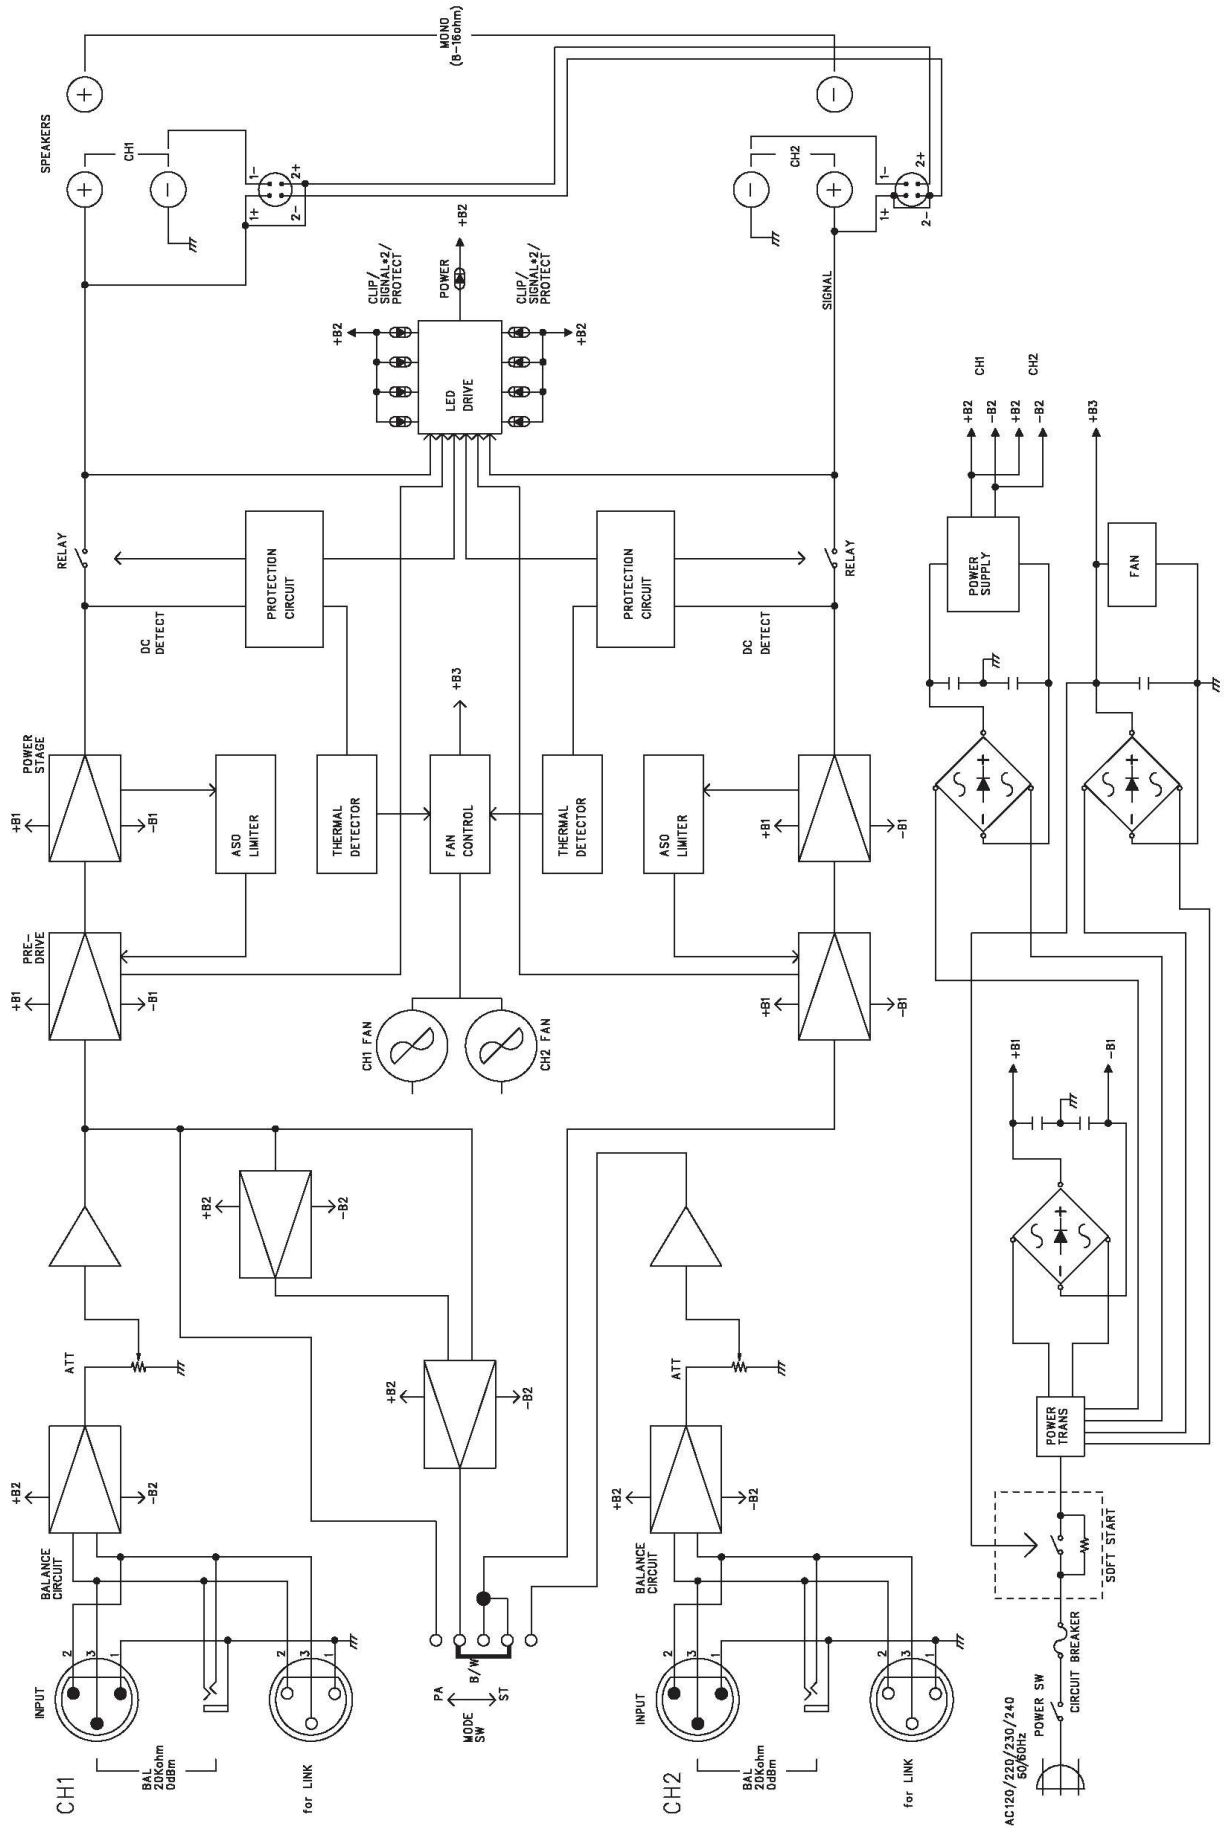 CH1
INPUT
BAL
20Kohm
0dBm
for LINK
2
3
1
2
3
1
BALANCE
CIRCUIT
+B2
-B2
ATT
+B2
-B2
+B2
-B2
PRE-
DRIVE
+B1
-B1
POWER
STAGE
+B1
-B1
ASO
LIMITER
THERMAL
DETECTOR
DC
DETECT
PROTECTION
CIRCUIT
RELAY
SPEAKERS
+
+
-
CH1
1-
1+
2+
2-
MONO
(8-16ohm)
CH1 FAN
CH2 FAN
FAN
CONTROL
+B3
LED
DRIVE
+B2
CLIP/
SIGNAL*2/
PROTECT
POWER
+B2
CLIP/
SIGNAL*2/
PROTECT
+B2
MODE
SW
PA
B/W
ST
CH2
INPUT
BAL
20Kohm
0dBm
for LINK
2
3
1
2
3
1
BALANCE
CIRCUIT
+B2
-B2
ATT
THERMAL
DETECTOR
ASO
LIMITER
+B1
-B1
+B1
-B1
PROTECTION
CIRCUIT
DC
DETECT
RELAY
SIGNAL
-
-
+
CH2
1-
1+
2+
2-
AC120/220/230/240
50/60Hz
POWER SW
CIRCUIT BREAKER
SOFT START
POWER
TRANS
+
-
+B1
-B1
+
-
+
-
POWER
SUPPLY
FAN
+B2
-B2
CH1
+B2
-B2
CH2
+B3